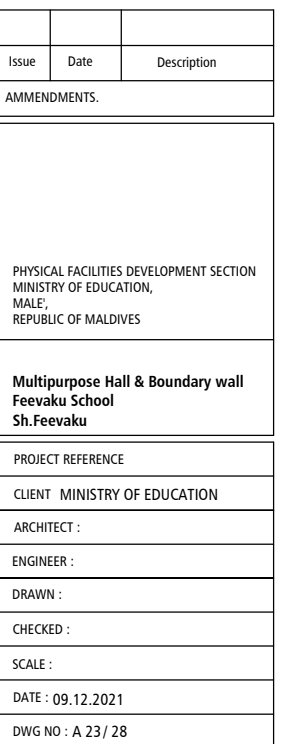 Issue Date Description
AMMENDMENTS.
PHYSICAL FACILITIES DEVELOPMENT SECTION
MINISTRY OF EDUCATION,
MALE',
REPUBLIC OF MALDIVES
Multipurpose Hall & Boundary wall
Feevaku School
Sh.Feevaku
PROJECT REFERENCE
CLIENT MINISTRY OF EDUCATION
ARCHITECT :
ENGINEER :
DRAWN :
CHECKED :
SCALE :
DATE : 09.12.2021
DWG NO : A 23/ 28